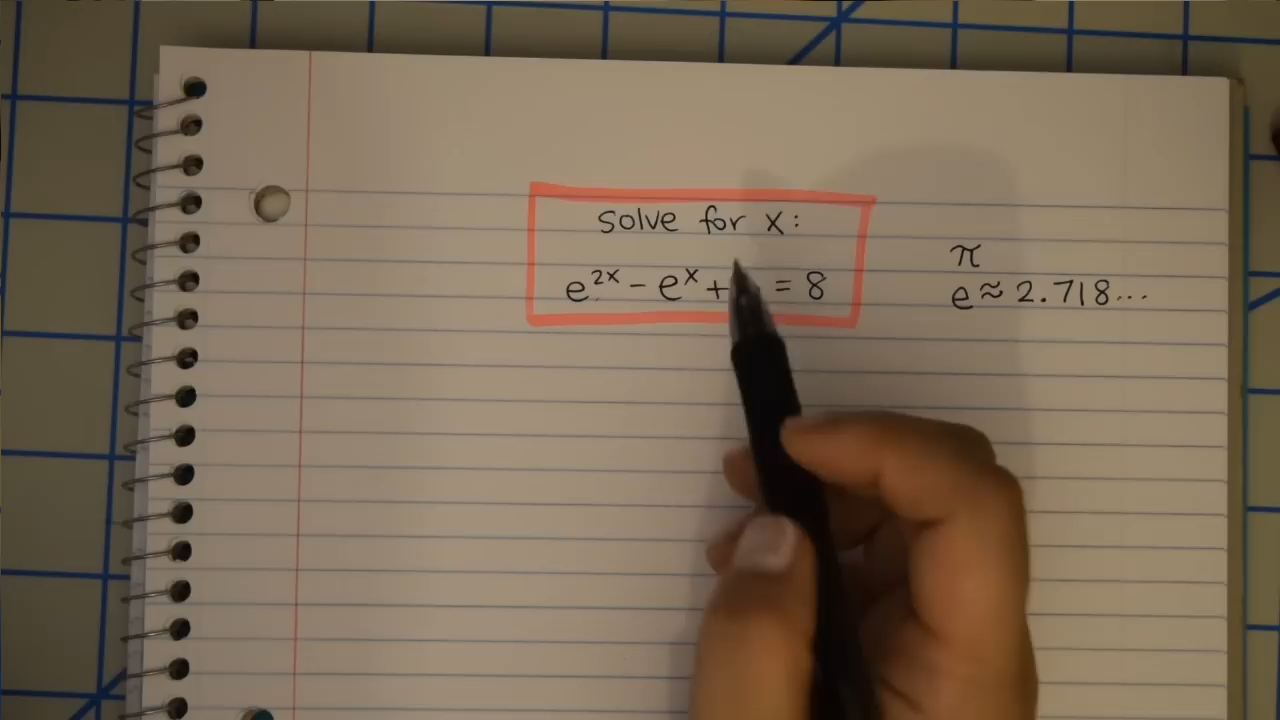 solve for x:
e^{2x} - e^x + = 8
π
e ≈ 2.718...